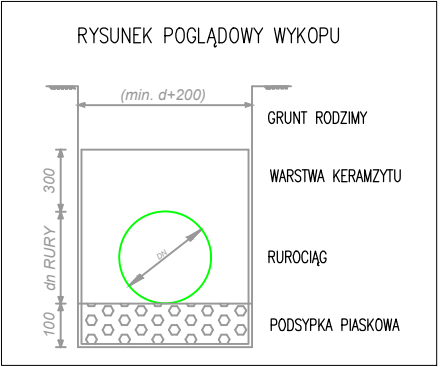 RYSUNEK POGLĄDOWY WYKOPU
(min. d+200)
GRUNT RODZIMY
300
WARSTWA KERAMZYTU
dn RURY
DN
RUROCIĄG
100
PODSYPKA PIASKOWA